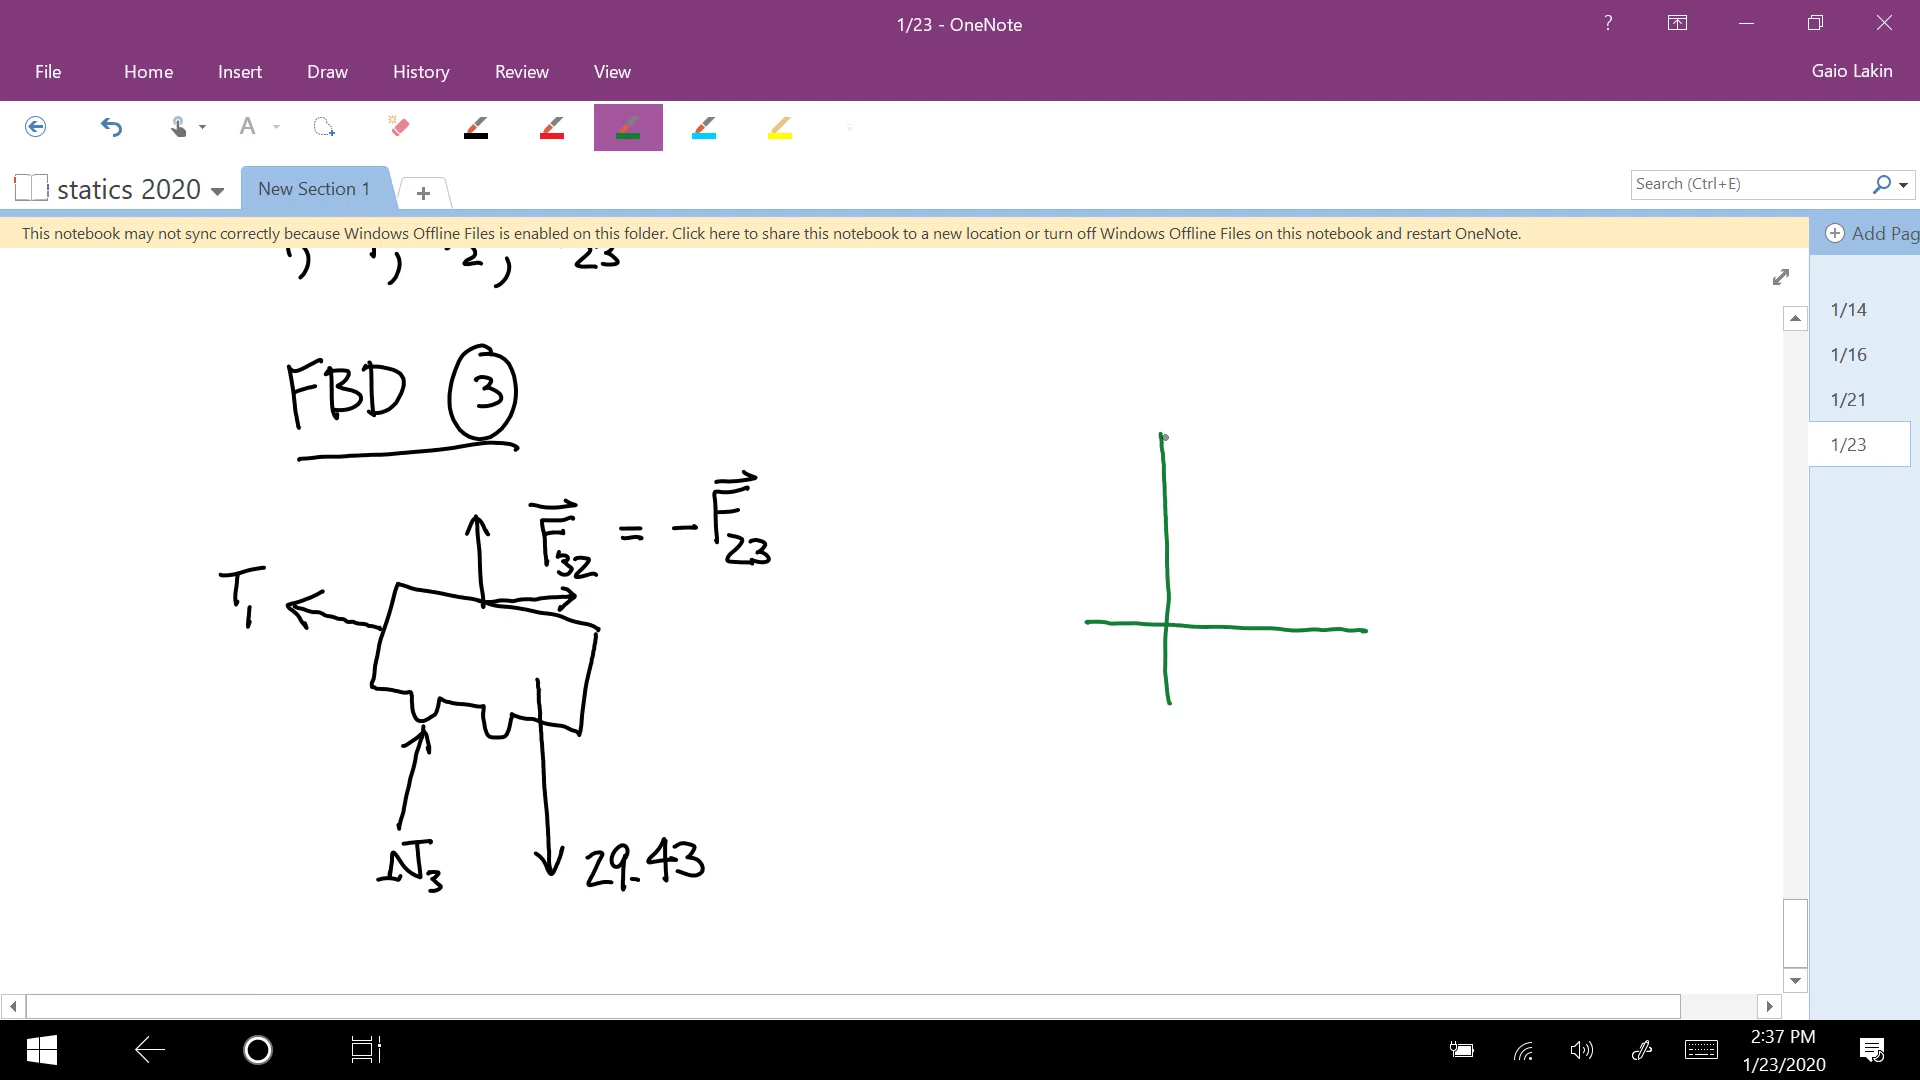 1/23 - OneNote
?
File Home Insert Draw History Review View
Gaio Lakin
A
statics 2020
New Section 1
+
Search (Ctrl+E)
This notebook may not sync correctly because Windows Offline Files is enabled on this folder. Click here to share this notebook to a new location or turn off Windows Offline Files on this notebook and restart OneNote.
Add Pag
1/14
1/16
1/21
1/23
23
FBD ③
F₃₂ = -F₂₃
T₁
N₃
29.43
2:37 PM
1/23/2020